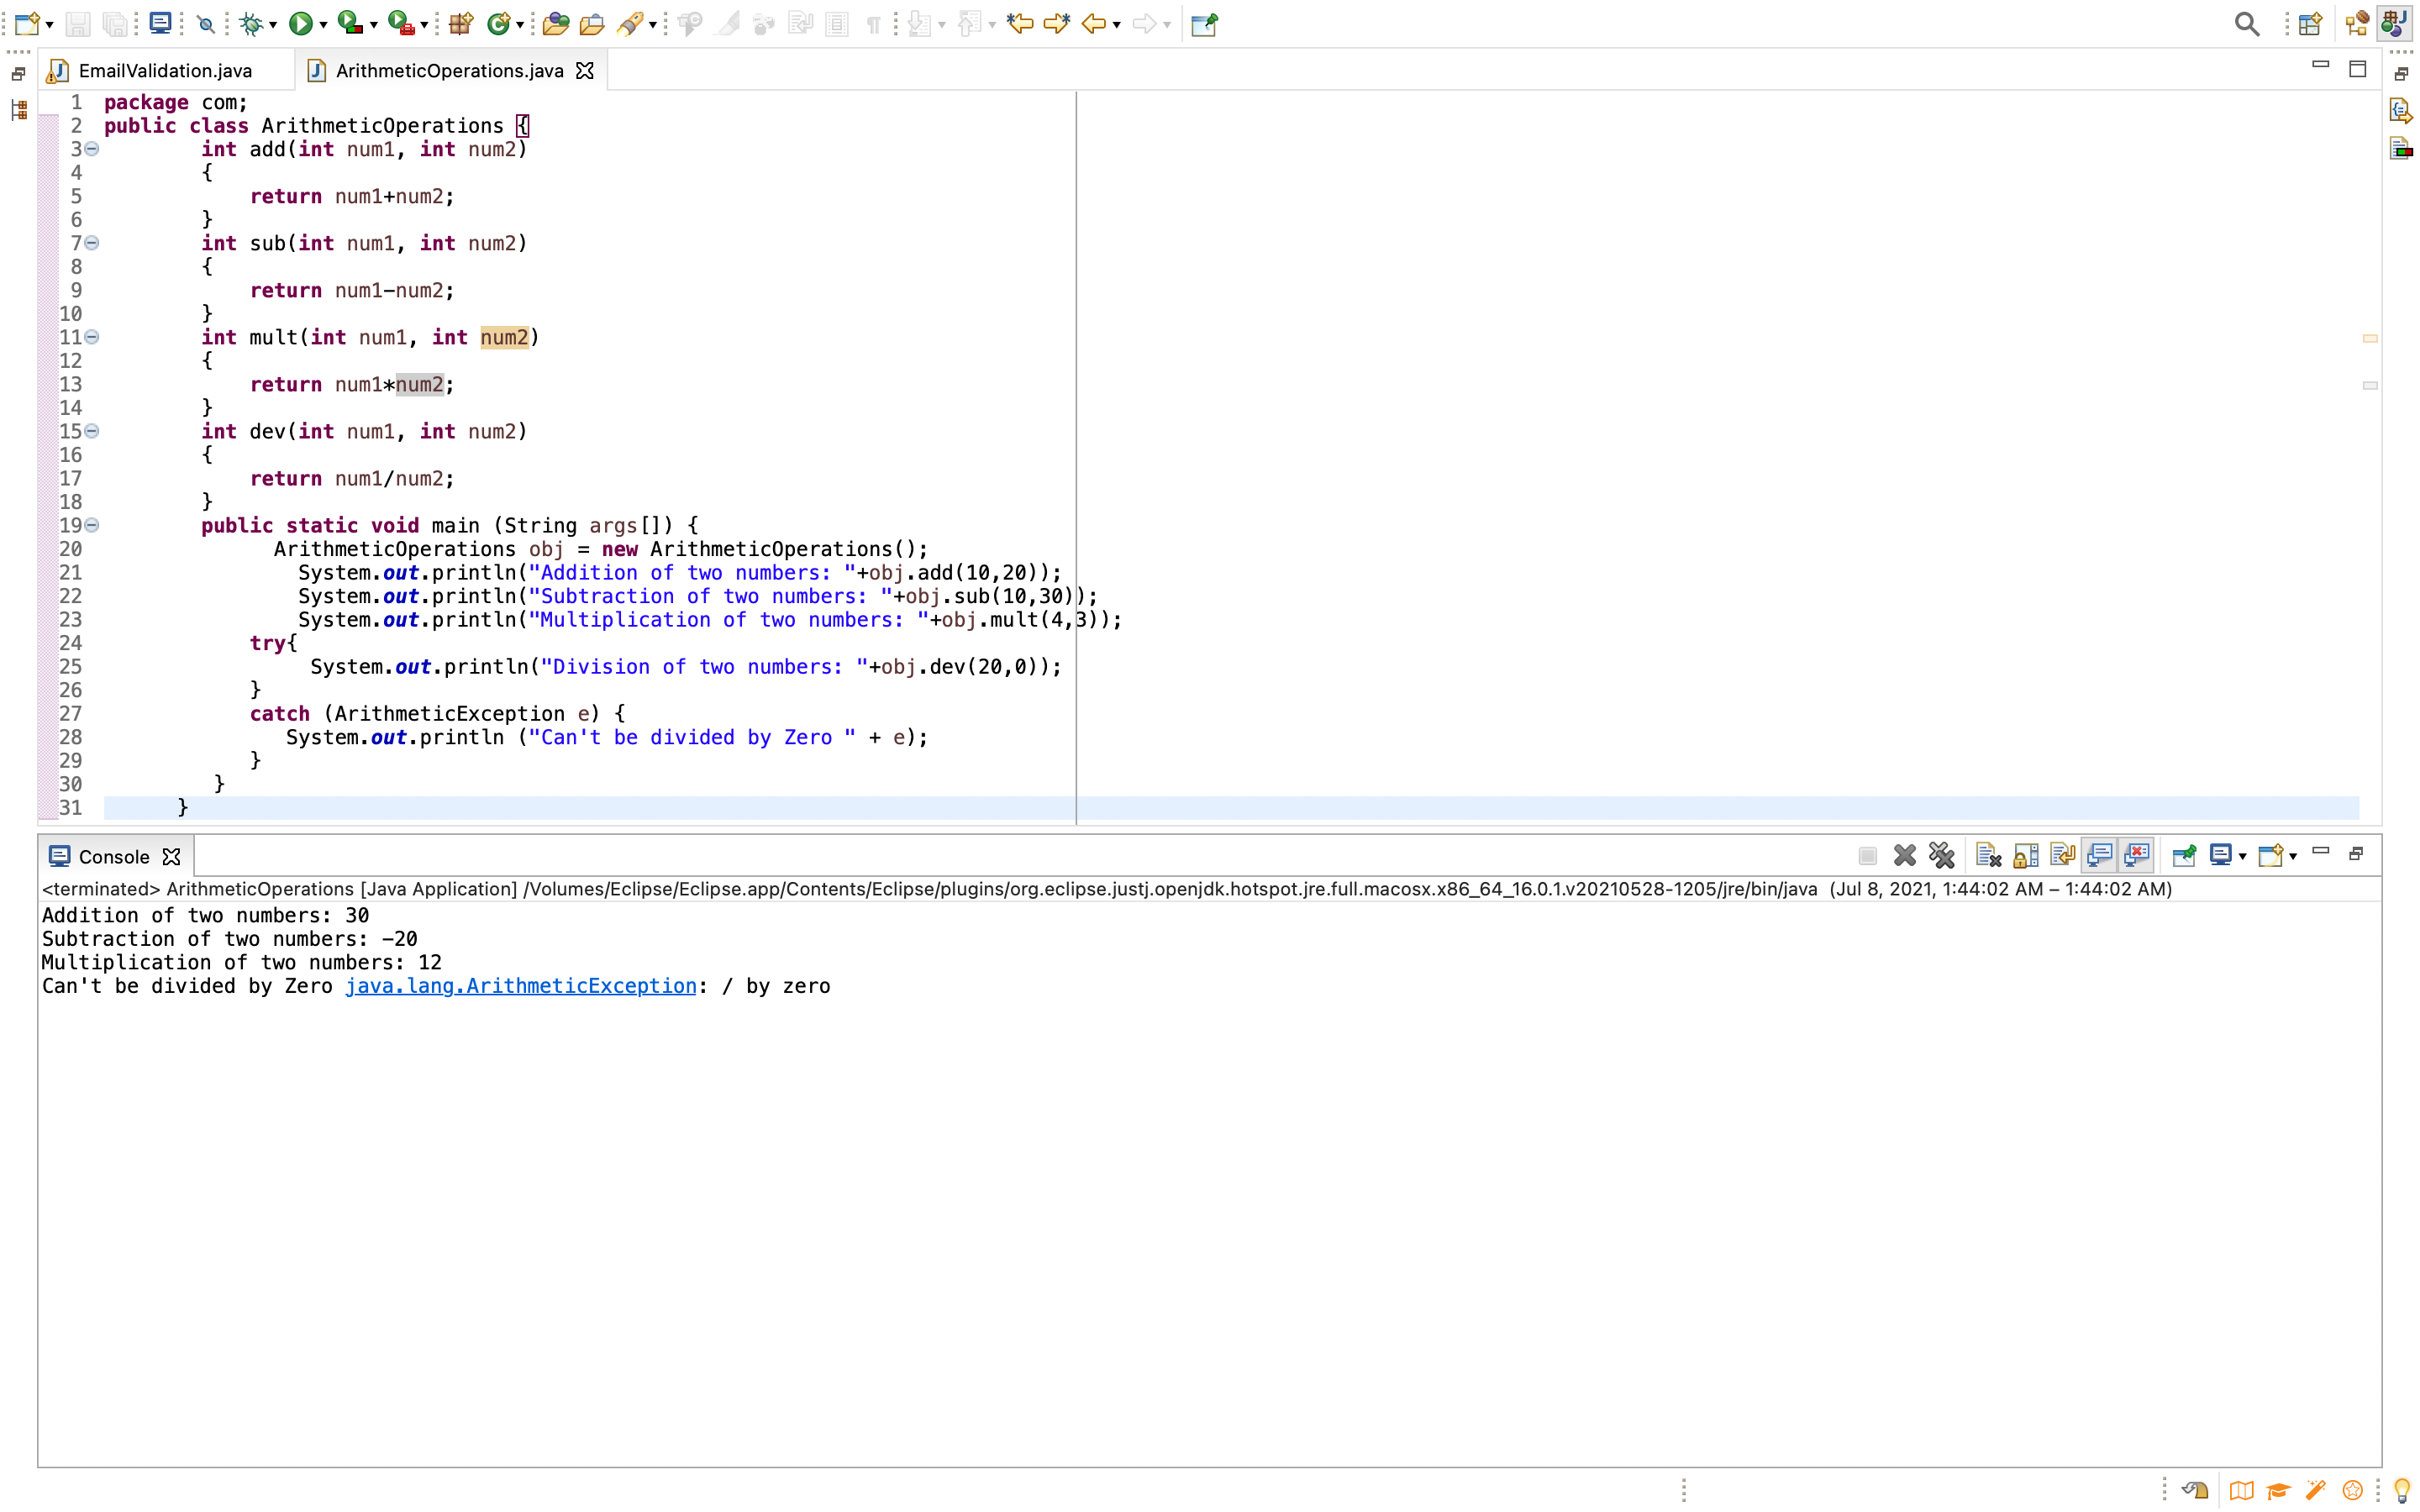 EmailValidation.java ArithmeticOperations.java
1 package com;
2 public class ArithmeticOperations {
3 int add(int num1, int num2)
4 {
5 return num1+num2;
6 }
7 int sub(int num1, int num2)
8 {
9 return num1-num2;
10 }
11 int mult(int num1, int num2)
12 {
13 return num1*num2;
14 }
15 int dev(int num1, int num2)
16 {
17 return num1/num2;
18 }
19 public static void main (String args[]) {
20 ArithmeticOperations obj = new ArithmeticOperations();
21 System.out.println("Addition of two numbers: "+obj.add(10,20));
22 System.out.println("Subtraction of two numbers: "+obj.sub(10,30));
23 System.out.println("Multiplication of two numbers: "+obj.mult(4,3));
24 try{
25 System.out.println("Division of two numbers: "+obj.dev(20,0));
26 }
27 catch (ArithmeticException e) {
28 System.out.println ("Can't be divided by Zero " + e);
29 }
30 }
31 }
Console
<terminated> ArithmeticOperations [Java Application] /Volumes/Eclipse/Eclipse.app/Contents/Eclipse/plugins/org.eclipse.justj.openjdk.hotspot.jre.full.macosx.x86_64_16.0.1.v20210528-1205/jre/bin/java (Jul 8, 2021, 1:44:02 AM – 1:44:02 AM)
Addition of two numbers: 30
Subtraction of two numbers: -20
Multiplication of two numbers: 12
Can't be divided by Zero java.lang.ArithmeticException: / by zero